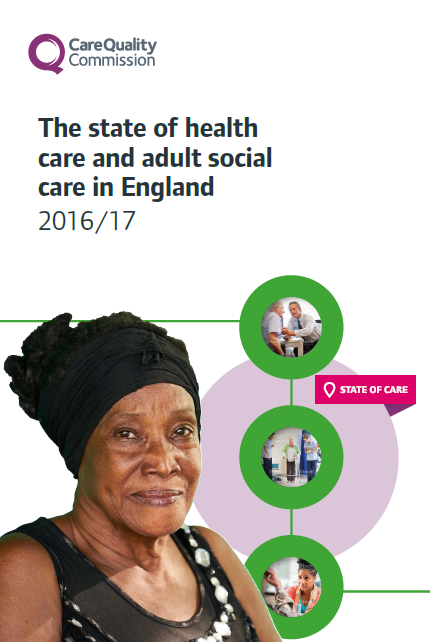 CareQuality
Commission
The state of health
care and adult social
care in England
2016/17
STATE OF CARE